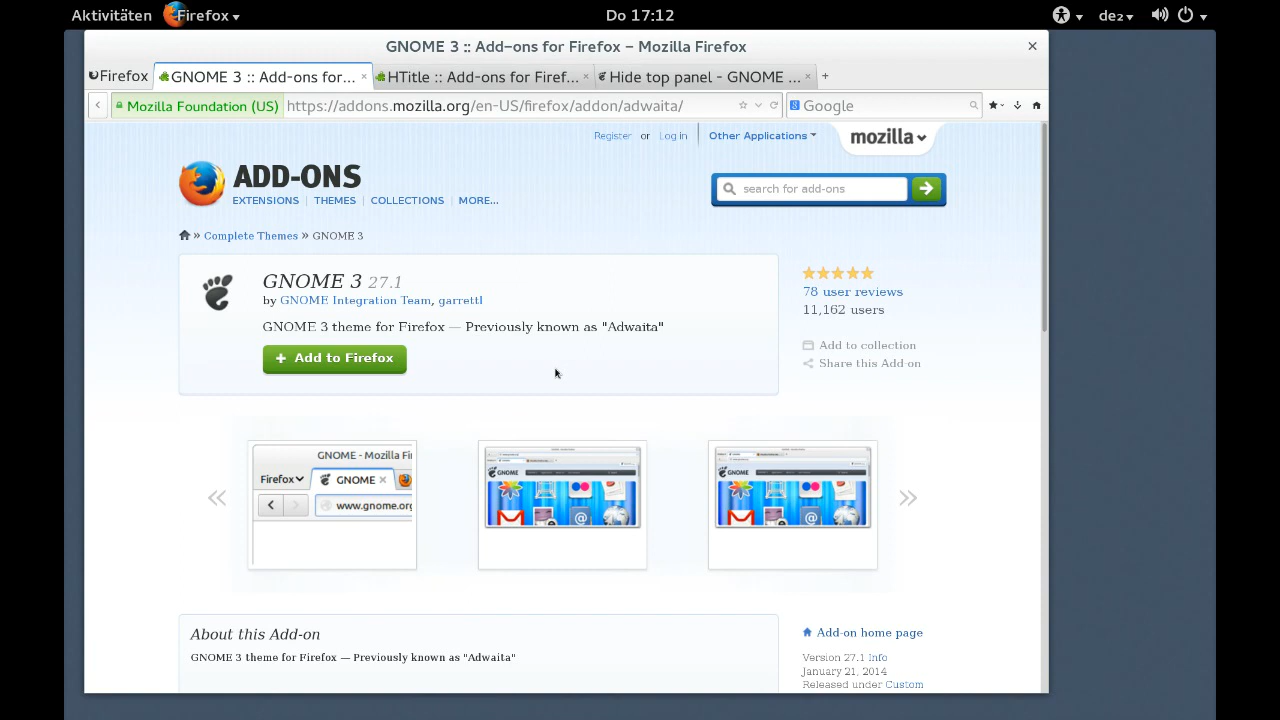 Aktivitäten Firefox Do 17:12 de2
GNOME 3 :: Add-ons for Firefox - Mozilla Firefox
Firefox GNOME 3 :: Add-ons for... HTitle :: Add-ons for Firef... Hide top panel - GNOME ...
Mozilla Foundation (US) https://addons.mozilla.org/en-US/firefox/addon/adwaita/ Google
Register or Log in Other Applications mozilla
ADD-ONS
EXTENSIONS THEMES COLLECTIONS MORE...
search for add-ons
» Complete Themes » GNOME 3
GNOME 3 27.1
by GNOME Integration Team, garrettl
GNOME 3 theme for Firefox — Previously known as "Adwaita"
+ Add to Firefox
78 user reviews
11,162 users
Add to collection
Share this Add-on
GNOME - Mozilla Fi
Firefox GNOME
www.gnome.org
GNOME
GNOME
About this Add-on
GNOME 3 theme for Firefox — Previously known as "Adwaita"
Add-on home page
Version 27.1 Info
January 21, 2014
Released under Custom